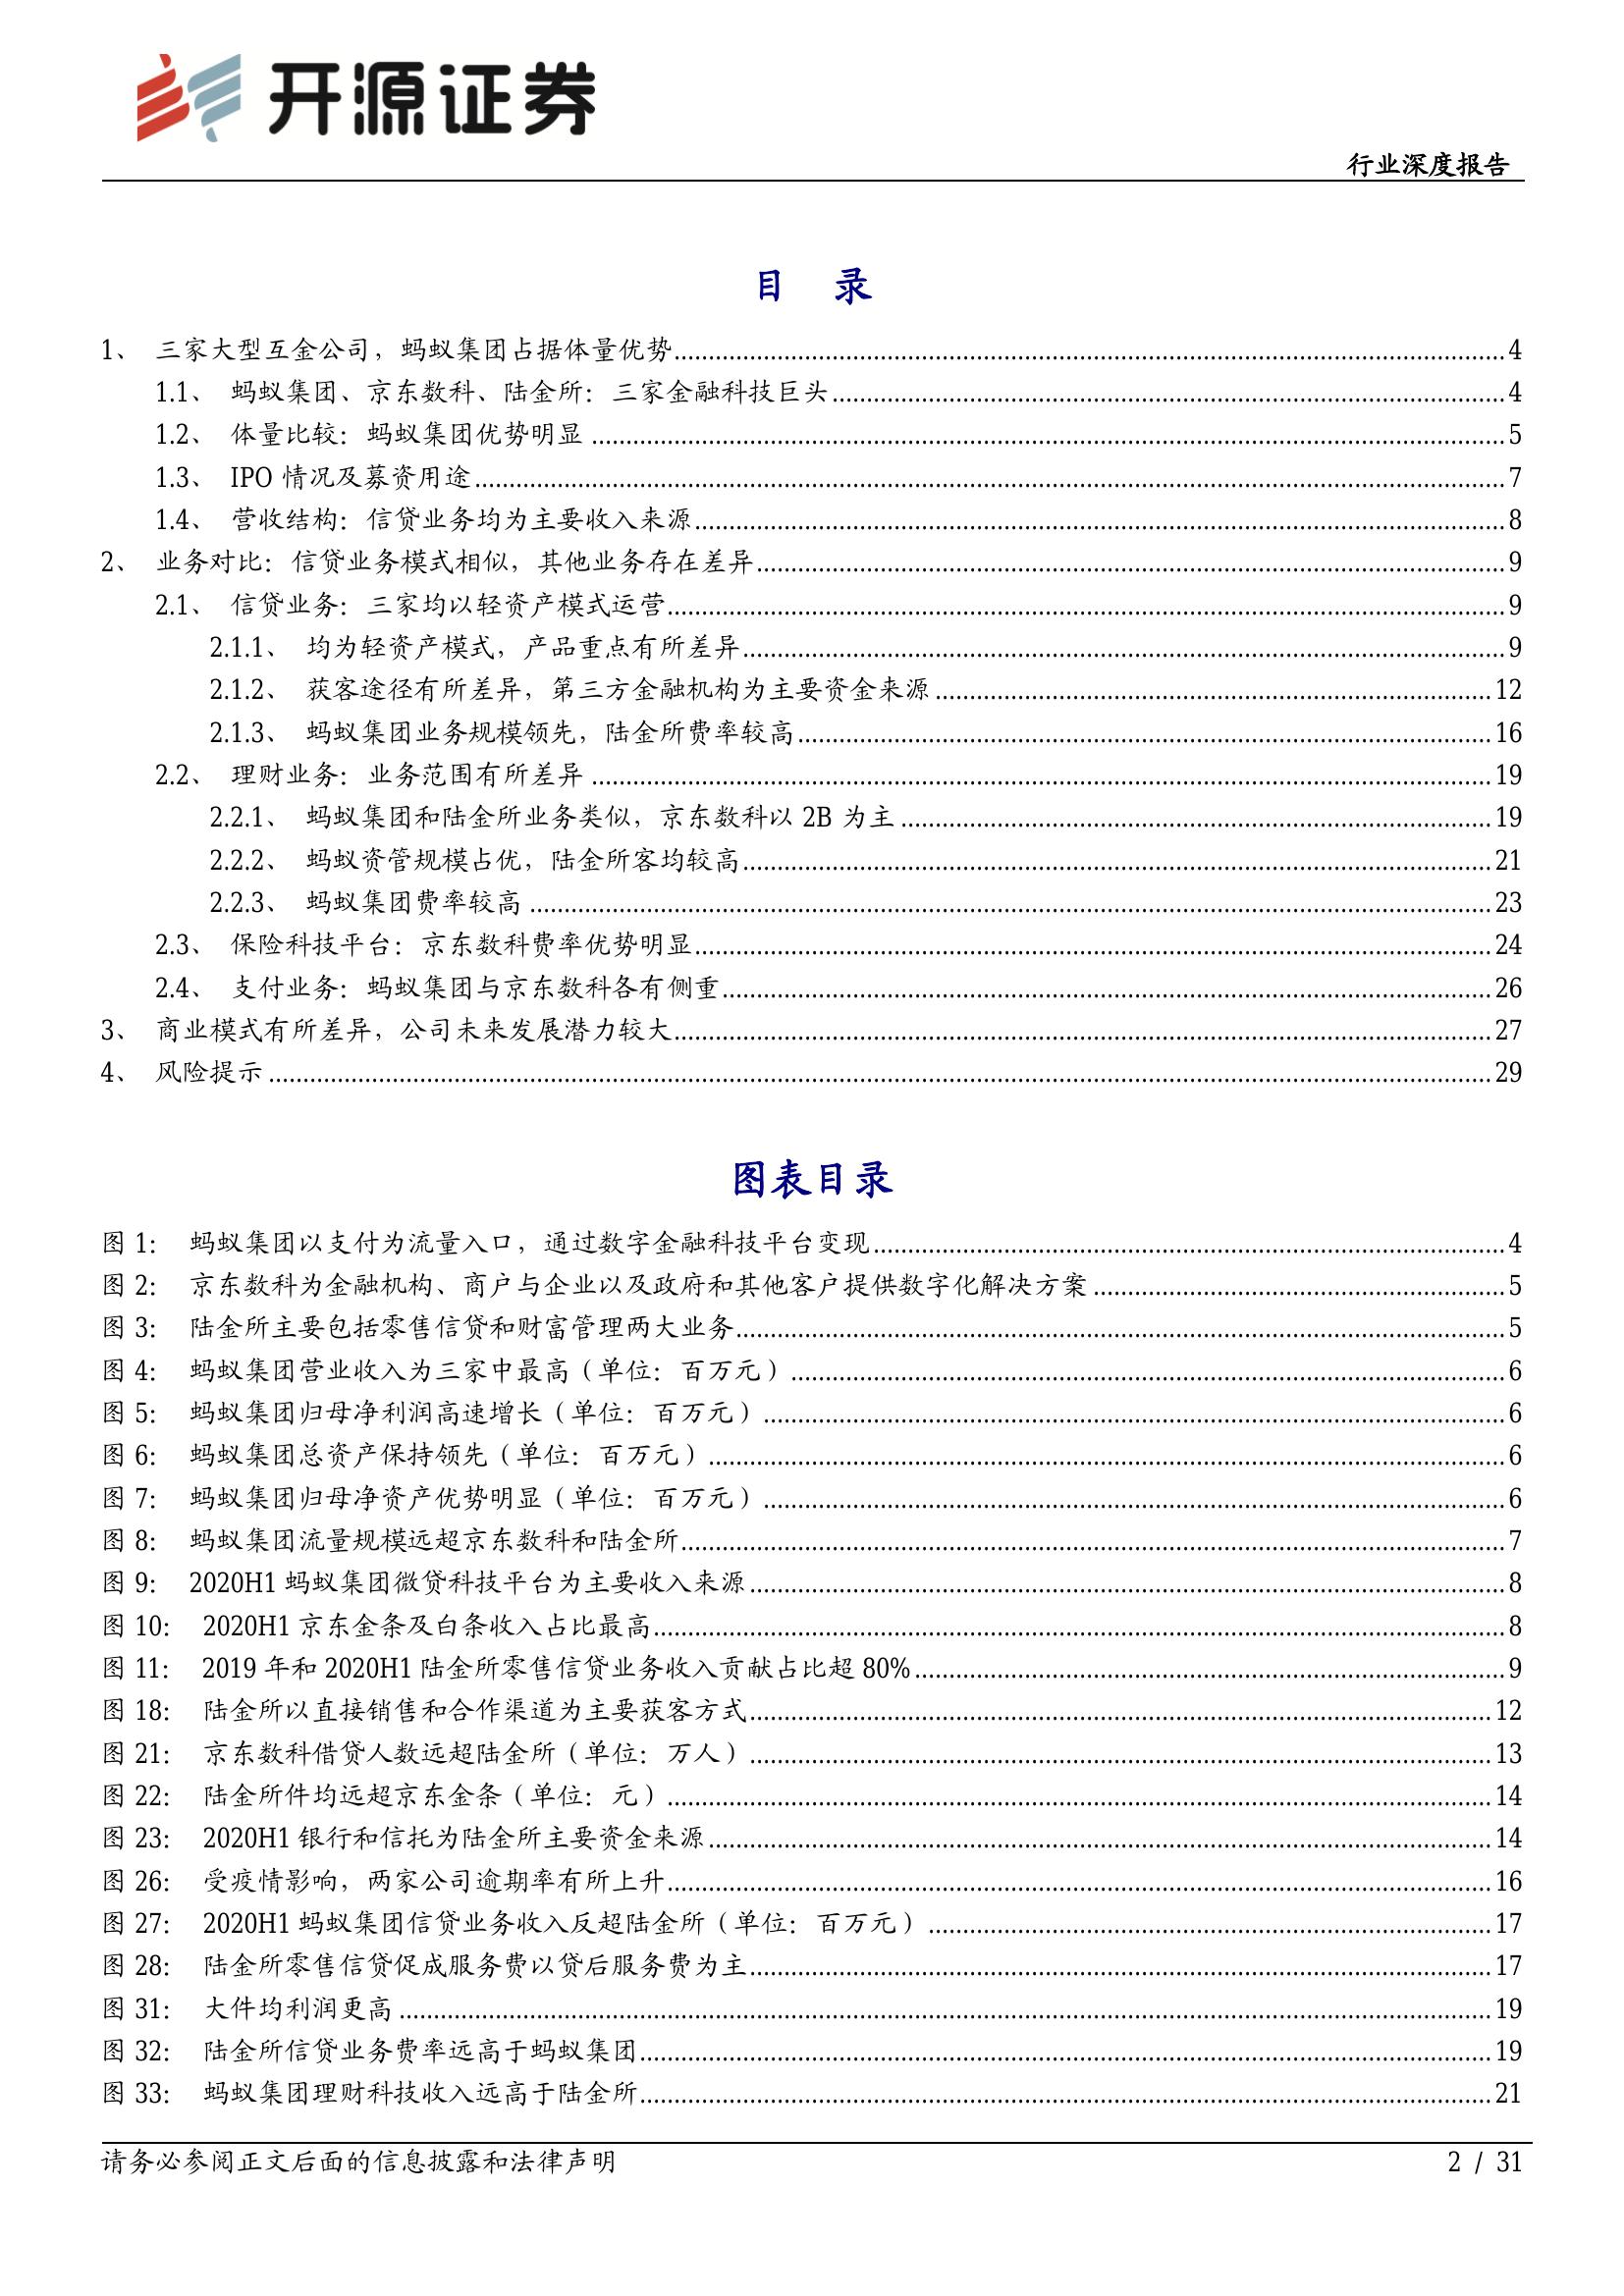 开源证券
行业深度报告
目 录
1、 三家大型互金公司，蚂蚁集团占据体量优势 4
1.1、 蚂蚁集团、京东数科、陆金所：三家金融科技巨头 4
1.2、 体量比较：蚂蚁集团优势明显 5
1.3、 IPO 情况及募资用途 7
1.4、 营收结构：信贷业务均为主要收入来源 8
2、 业务对比：信贷业务模式相似，其他业务存在差异 9
2.1、 信贷业务：三家均以轻资产模式运营 9
2.1.1、 均为轻资产模式，产品重点有所差异 9
2.1.2、 获客途径有所差异，第三方金融机构为主要资金来源 12
2.1.3、 蚂蚁集团业务规模领先，陆金所费率较高 16
2.2、 理财业务：业务范围有所差异 19
2.2.1、 蚂蚁集团和陆金所业务类似，京东数科以 2B 为主 19
2.2.2、 蚂蚁资管规模占优，陆金所客均较高 21
2.2.3、 蚂蚁集团费率较高 23
2.3、 保险科技平台：京东数科费率优势明显 24
2.4、 支付业务：蚂蚁集团与京东数科各有侧重 26
3、 商业模式有所差异，公司未来发展潜力较大 27
4、 风险提示 29
图表目录
图 1： 蚂蚁集团以支付为流量入口，通过数字金融科技平台变现 4
图 2： 京东数科为金融机构、商户与企业以及政府和其他客户提供数字化解决方案 5
图 3： 陆金所主要包括零售信贷和财富管理两大业务 5
图 4： 蚂蚁集团营业收入为三家中最高（单位：百万元） 6
图 5： 蚂蚁集团归母净利润高速增长（单位：百万元） 6
图 6： 蚂蚁集团总资产保持领先（单位：百万元） 6
图 7： 蚂蚁集团归母净资产优势明显（单位：百万元） 6
图 8： 蚂蚁集团流量规模远超京东数科和陆金所 7
图 9： 2020H1 蚂蚁集团微贷科技平台为主要收入来源 8
图 10： 2020H1 京东金条及白条收入占比最高 8
图 11： 2019 年和 2020H1 陆金所零售信贷业务收入贡献占比超 80% 9
图 18： 陆金所以直接销售和合作渠道为主要获客方式 12
图 21： 京东数科借贷人数远超陆金所（单位：万人） 13
图 22： 陆金所件均远超京东金条（单位：元） 14
图 23： 2020H1 银行和信托为陆金所主要资金来源 14
图 26： 受疫情影响，两家公司逾期率有所上升 16
图 27： 2020H1 蚂蚁集团信贷业务收入反超陆金所（单位：百万元） 17
图 28： 陆金所零售信贷促成服务费以贷后服务费为主 17
图 31： 大件均利润更高 19
图 32： 陆金所信贷业务费率远高于蚂蚁集团 19
图 33： 蚂蚁集团理财科技收入远高于陆金所 21
请务必参阅正文后面的信息披露和法律声明 2 / 31